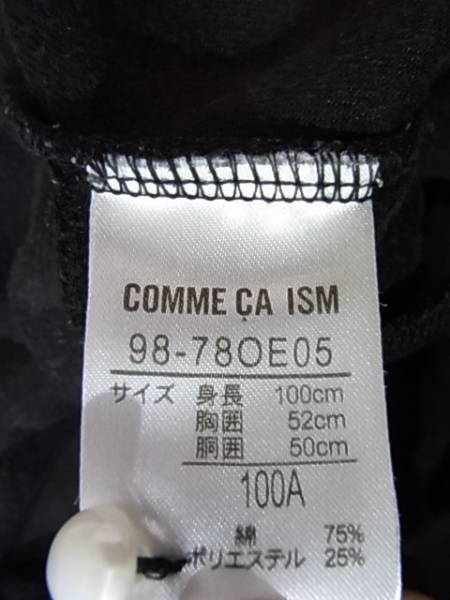 COMME ÇA ISM
98-78OE05
サイズ 身長 100cm
胸囲 52cm
胴囲 50cm
100A
綿 75%
ポリエステル 25%